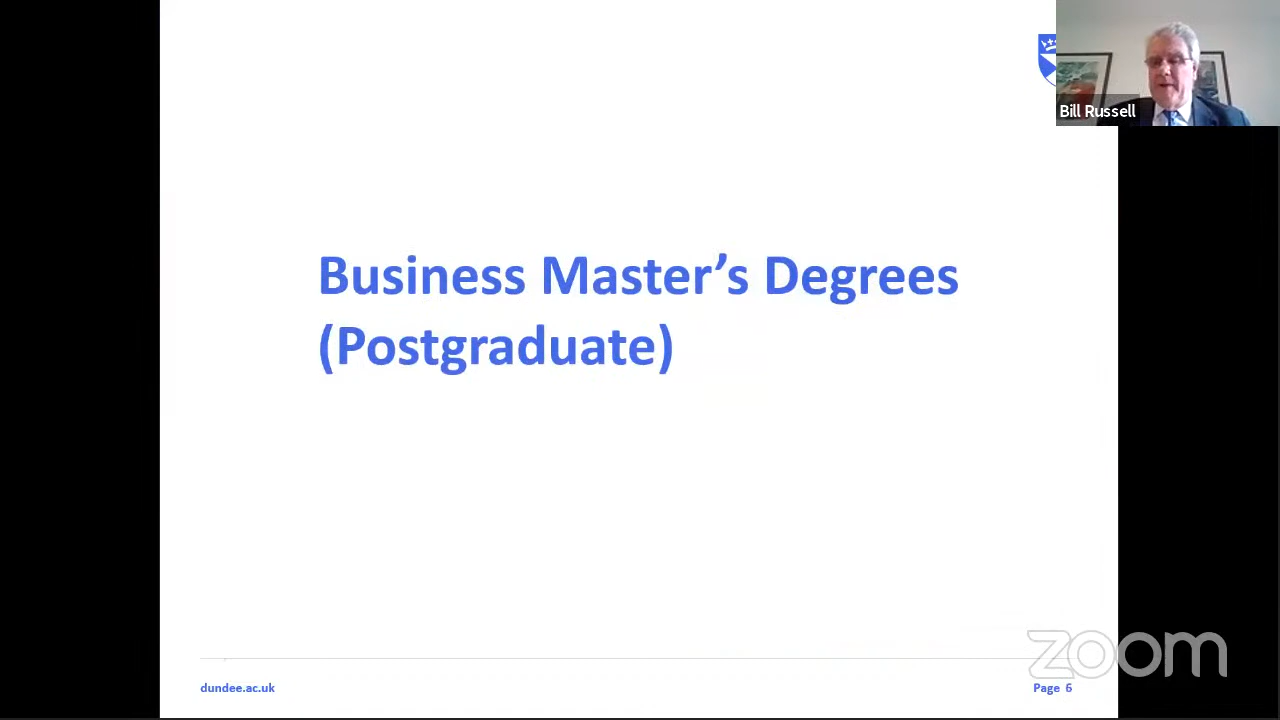 Bill Russell
Business Master’s Degrees
(Postgraduate)
zoom
dundee.ac.uk
Page 6